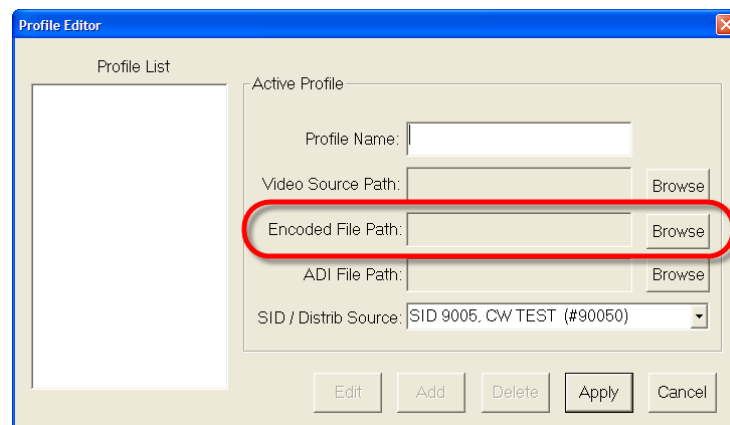 Profile Editor
Profile List
Active Profile
Profile Name:
Video Source Path:
Browse
Encoded File Path:
Browse
ADI File Path:
Browse
SID / Distrib Source:
SID 9005, CW TEST (#90050)
Edit
Add
Delete
Apply
Cancel